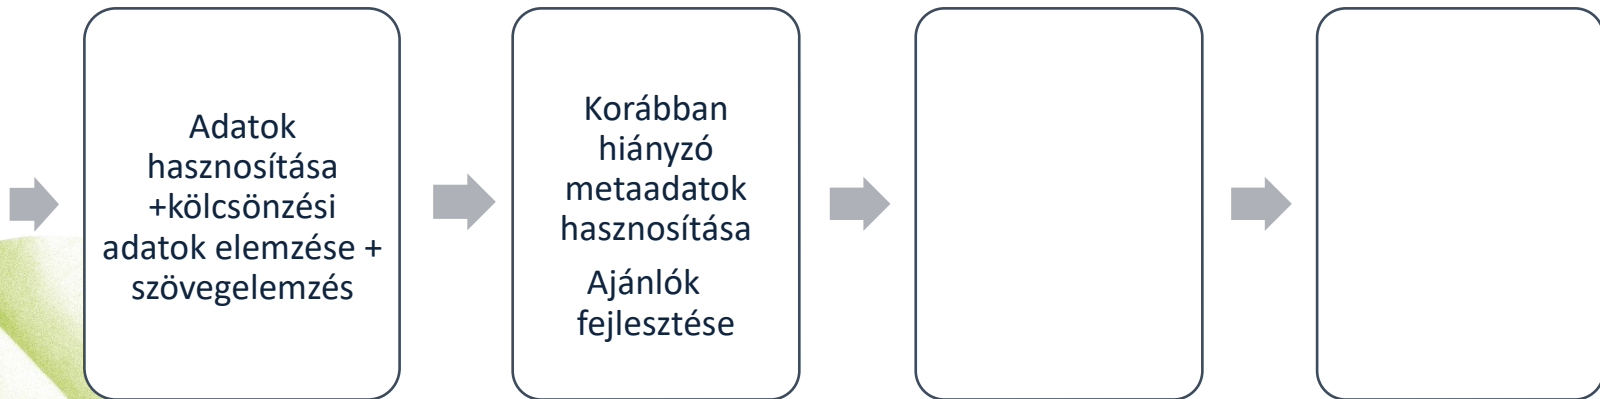 Adatok
hasznosítása
+kölcsönzési
adatok elemzése +
szövegelemzés
Korábban
hiányzó
metaadatok
hasznosítása
Ajánlók
fejlesztése